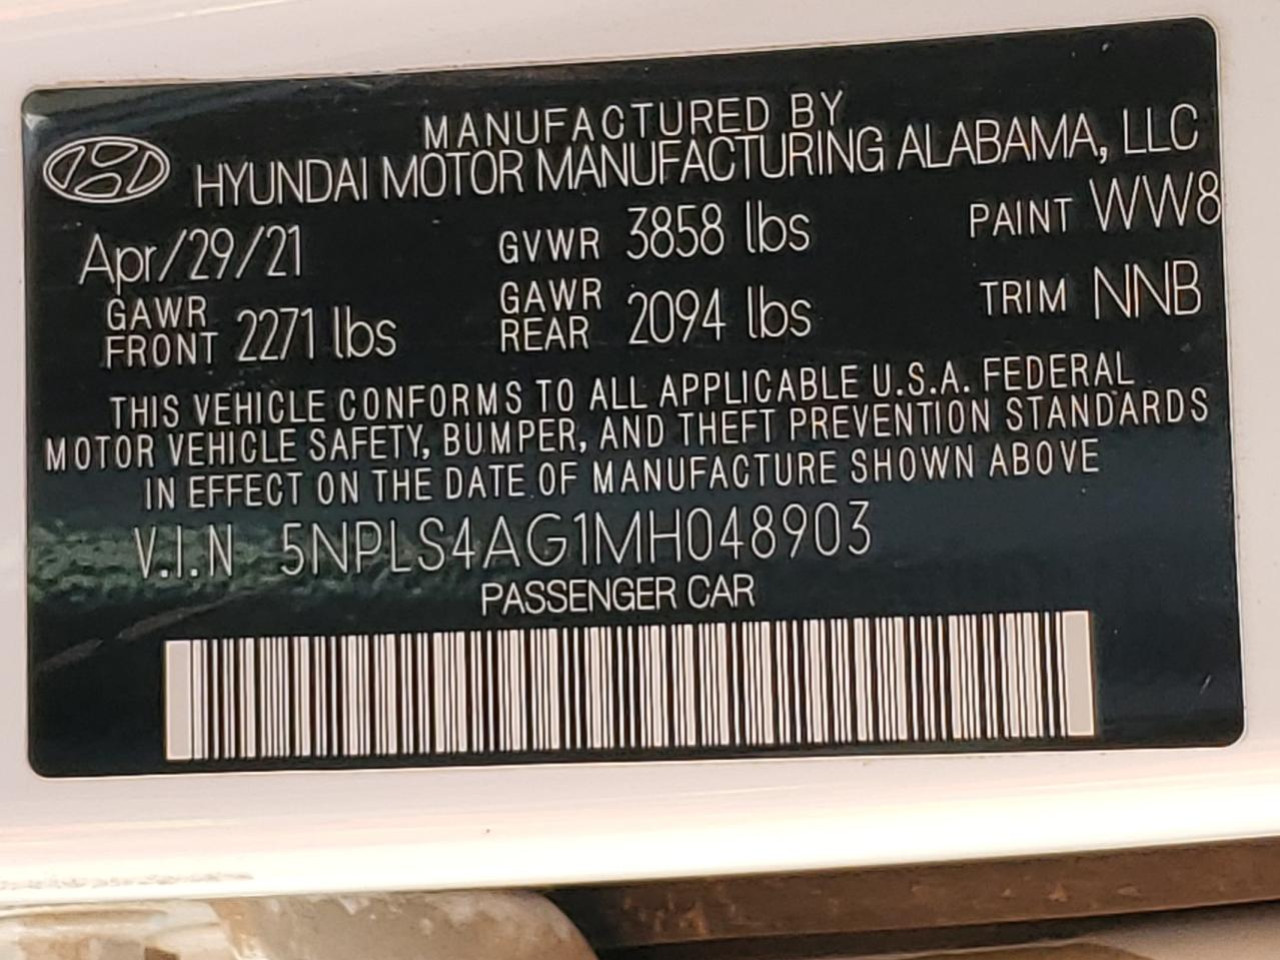 MANUFACTURED BY
HYUNDAI MOTOR MANUFACTURING ALABAMA, LLC
Apr/29/21 GVWR 3858 lbs PAINT WW8
GAWR FRONT 2271 lbs GAWR REAR 2094 lbs TRIM NNB
THIS VEHICLE CONFORMS TO ALL APPLICABLE U.S.A. FEDERAL
MOTOR VEHICLE SAFETY, BUMPER, AND THEFT PREVENTION STANDARDS
IN EFFECT ON THE DATE OF MANUFACTURE SHOWN ABOVE
V.I.N 5NPLS4AG1MH048903
PASSENGER CAR